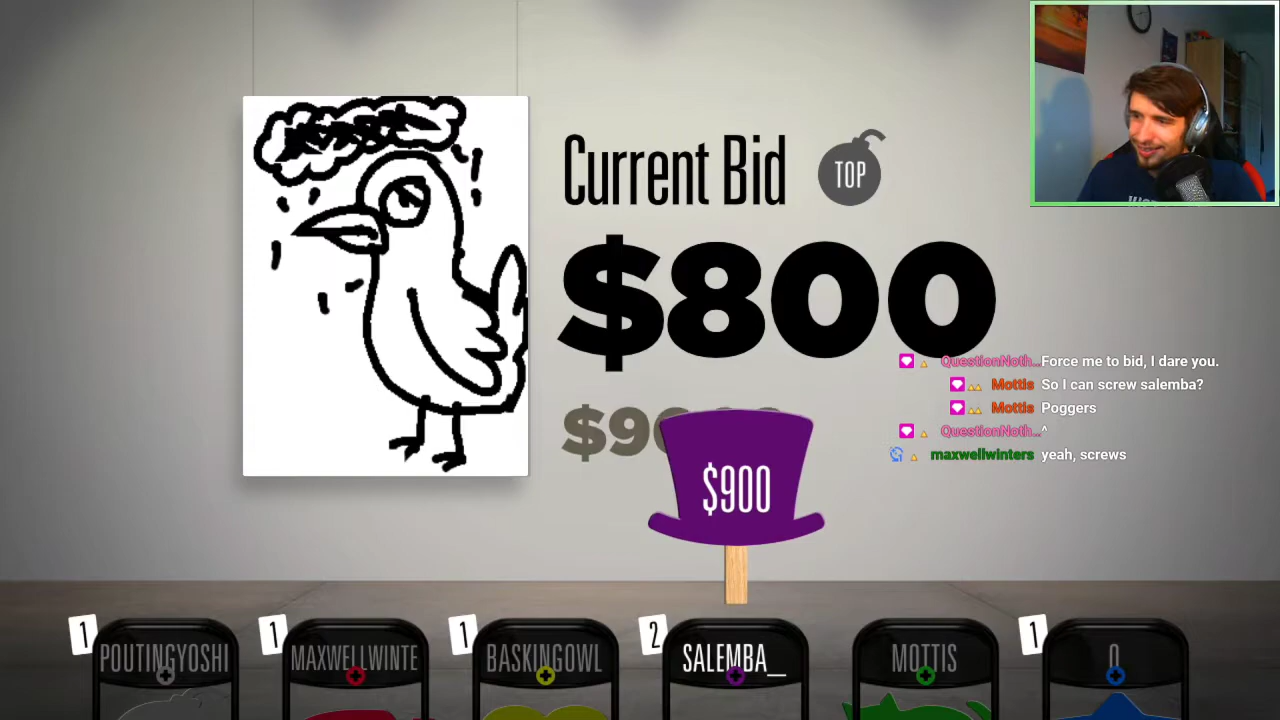 Current Bid
TOP
$800
$900
QuestionNoth... Force me to bid, I dare you.
Mottis So I can screw salemba?
Mottis Poggers
QuestionNoth... ^
maxwellwinters yeah, screws
1 POUTINGYOSHI
1 MAXWELLWINTE
1 BASKINGOWL
2 SALEMBA_
MOTTIS
1 Q